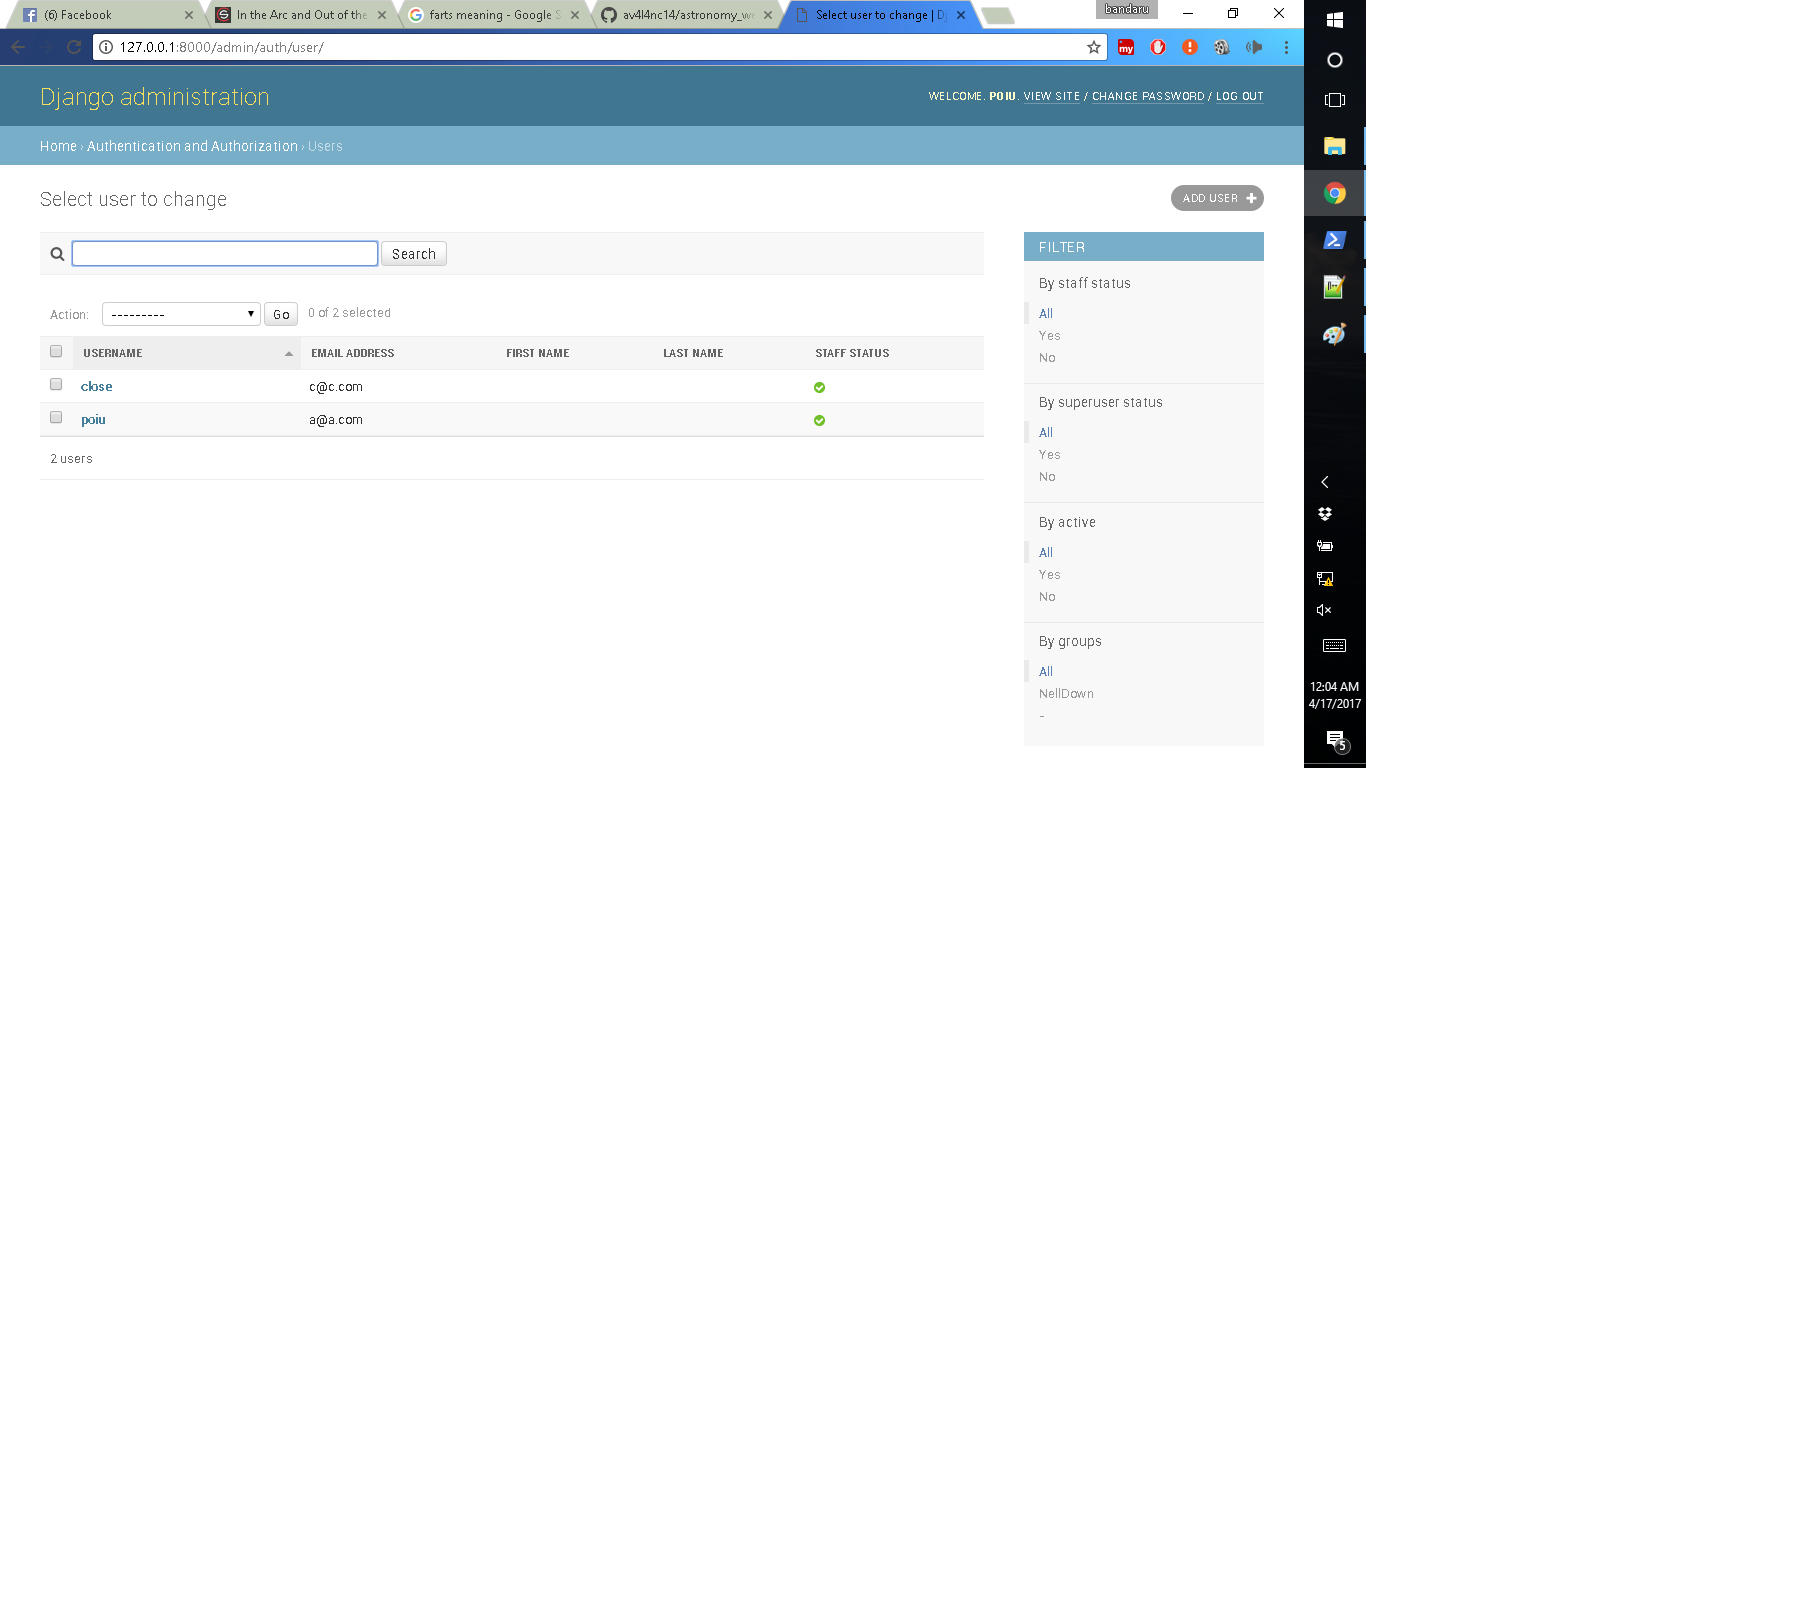 (6) Facebook
In the Arc and Out of the
farts meaning - Google S
av4l4nc14/astronomy_we
Select user to change | Dj
bandaru
127.0.0.1:8000/admin/auth/user/
my
Django administration
WELCOME, POIU. VIEW SITE / CHANGE PASSWORD / LOG OUT
Home › Authentication and Authorization › Users
Select user to change
ADD USER +
Search
Action: --------- Go 0 of 2 selected
USERNAME EMAIL ADDRESS FIRST NAME LAST NAME STAFF STATUS
close c@c.com
poiu a@a.com
2 users
FILTER
By staff status
All
Yes
No
By superuser status
All
Yes
No
By active
All
Yes
No
By groups
All
NellDown
-
12:04 AM
4/17/2017
5